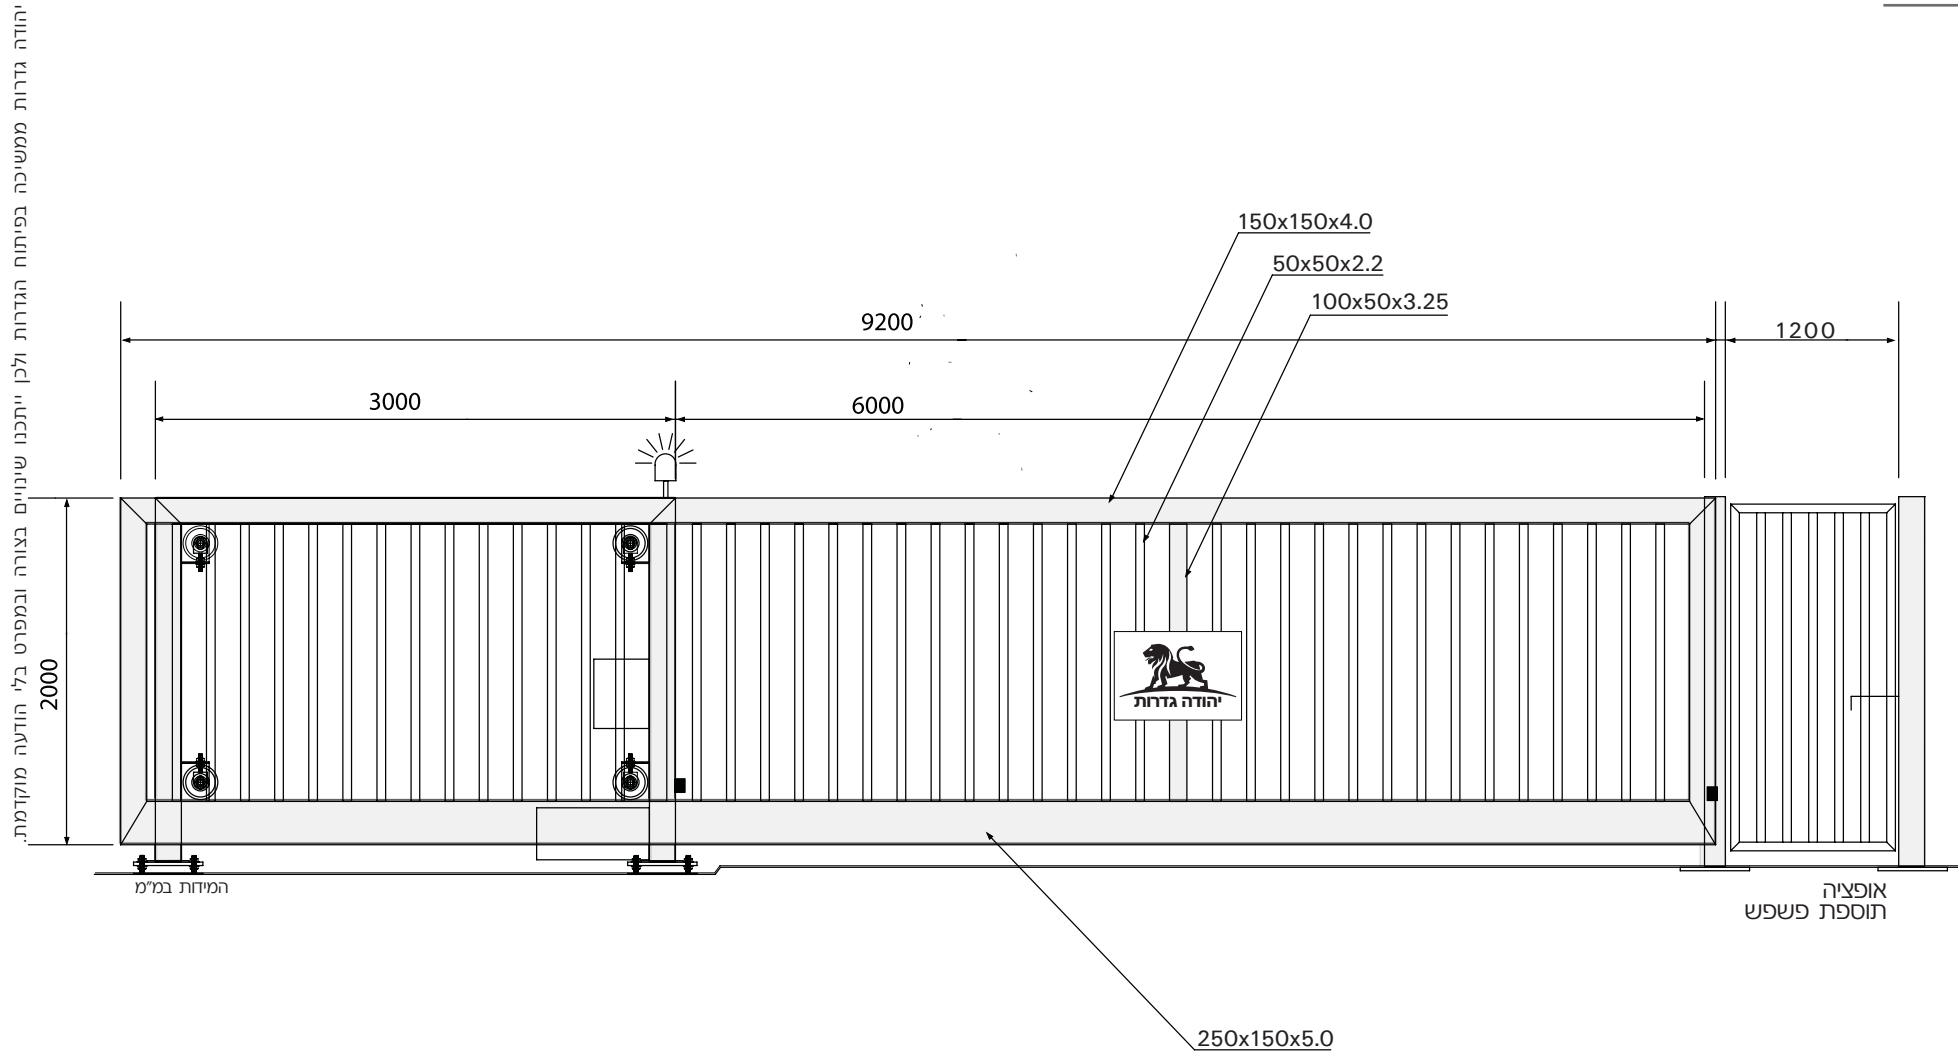 150x150x4.0
50x50x2.2
100x50x3.25
9200
1200
3000
6000
2000
יהודה גדרות
המידות במ״מ
אופציה
תוספת פשפש
250x150x5.0
יהודה גדרות ממשיכה בפיתוח הגדרות ולכן ייתכנו שינויים בצורה ובמפרט בלי הודעה מוקדמת.